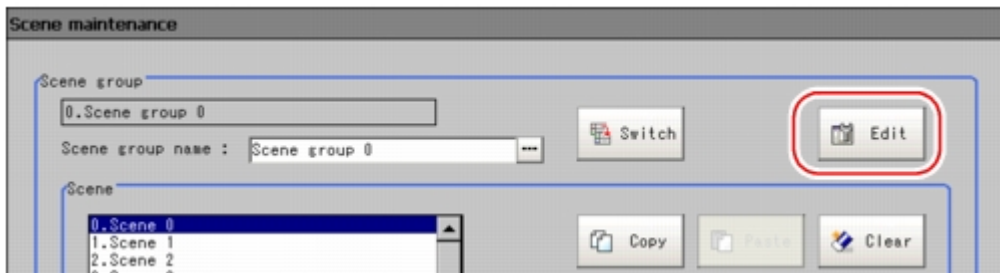 Scene maintenance
Scene group
0.Scene group 0
Switch
Edit
Scene group name :
Scene group 0
Scene
0.Scene 0
1.Scene 1
2.Scene 2
Copy
Paste
Clear